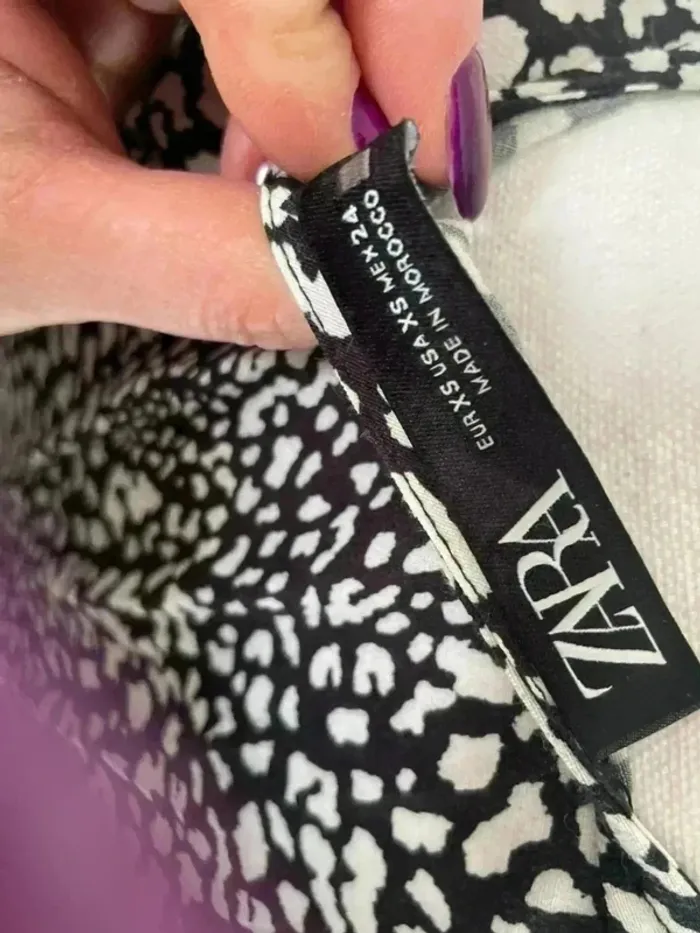 ZARA
EUR XS USA XS MEX 24
MADE IN MOROCCO